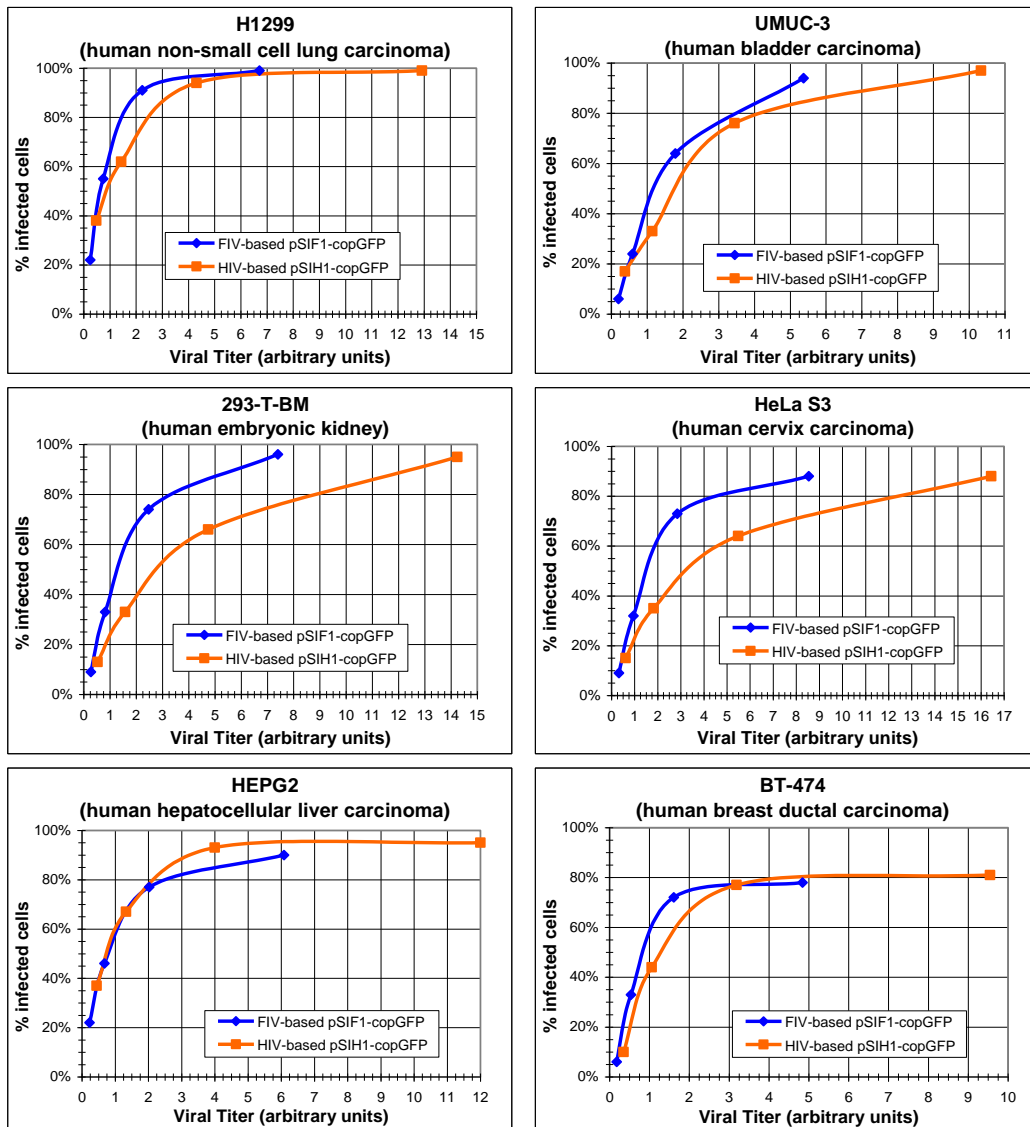 H1299
(human non-small cell lung carcinoma)
100%
80%
60%
40%
20%
0%
% infected cells
FIV-based pSIF1-copGFP
HIV-based pSIH1-copGFP
0 1 2 3 4 5 6 7 8 9 10 11 12 13 14 15
Viral Titer (arbitrary units)
UMUC-3
(human bladder carcinoma)
100%
80%
60%
40%
20%
0%
% infected cells
FIV-based pSIF1-copGFP
HIV-based pSIH1-copGFP
0 1 2 3 4 5 6 7 8 9 10 11
Viral Titer (arbitrary units)
293-T-BM
(human embryonic kidney)
100%
80%
60%
40%
20%
0%
% infected cells
FIV-based pSIF1-copGFP
HIV-based pSIH1-copGFP
0 1 2 3 4 5 6 7 8 9 10 11 12 13 14 15
Viral Titer (arbitrary units)
HeLa S3
(human cervix carcinoma)
100%
80%
60%
40%
20%
0%
% infected cells
FIV-based pSIF1-copGFP
HIV-based pSIH1-copGFP
0 1 2 3 4 5 6 7 8 9 10 11 12 13 14 15 16 17
Viral Titer (arbitrary units)
HEPG2
(human hepatocellular liver carcinoma)
100%
80%
60%
40%
20%
0%
% infected cells
FIV-based pSIF1-copGFP
HIV-based pSIH1-copGFP
0 1 2 3 4 5 6 7 8 9 10 11 12
Viral Titer (arbitrary units)
BT-474
(human breast ductal carcinoma)
100%
80%
60%
40%
20%
0%
% infected cells
FIV-based pSIF1-copGFP
HIV-based pSIH1-copGFP
0 1 2 3 4 5 6 7 8 9 10
Viral Titer (arbitrary units)